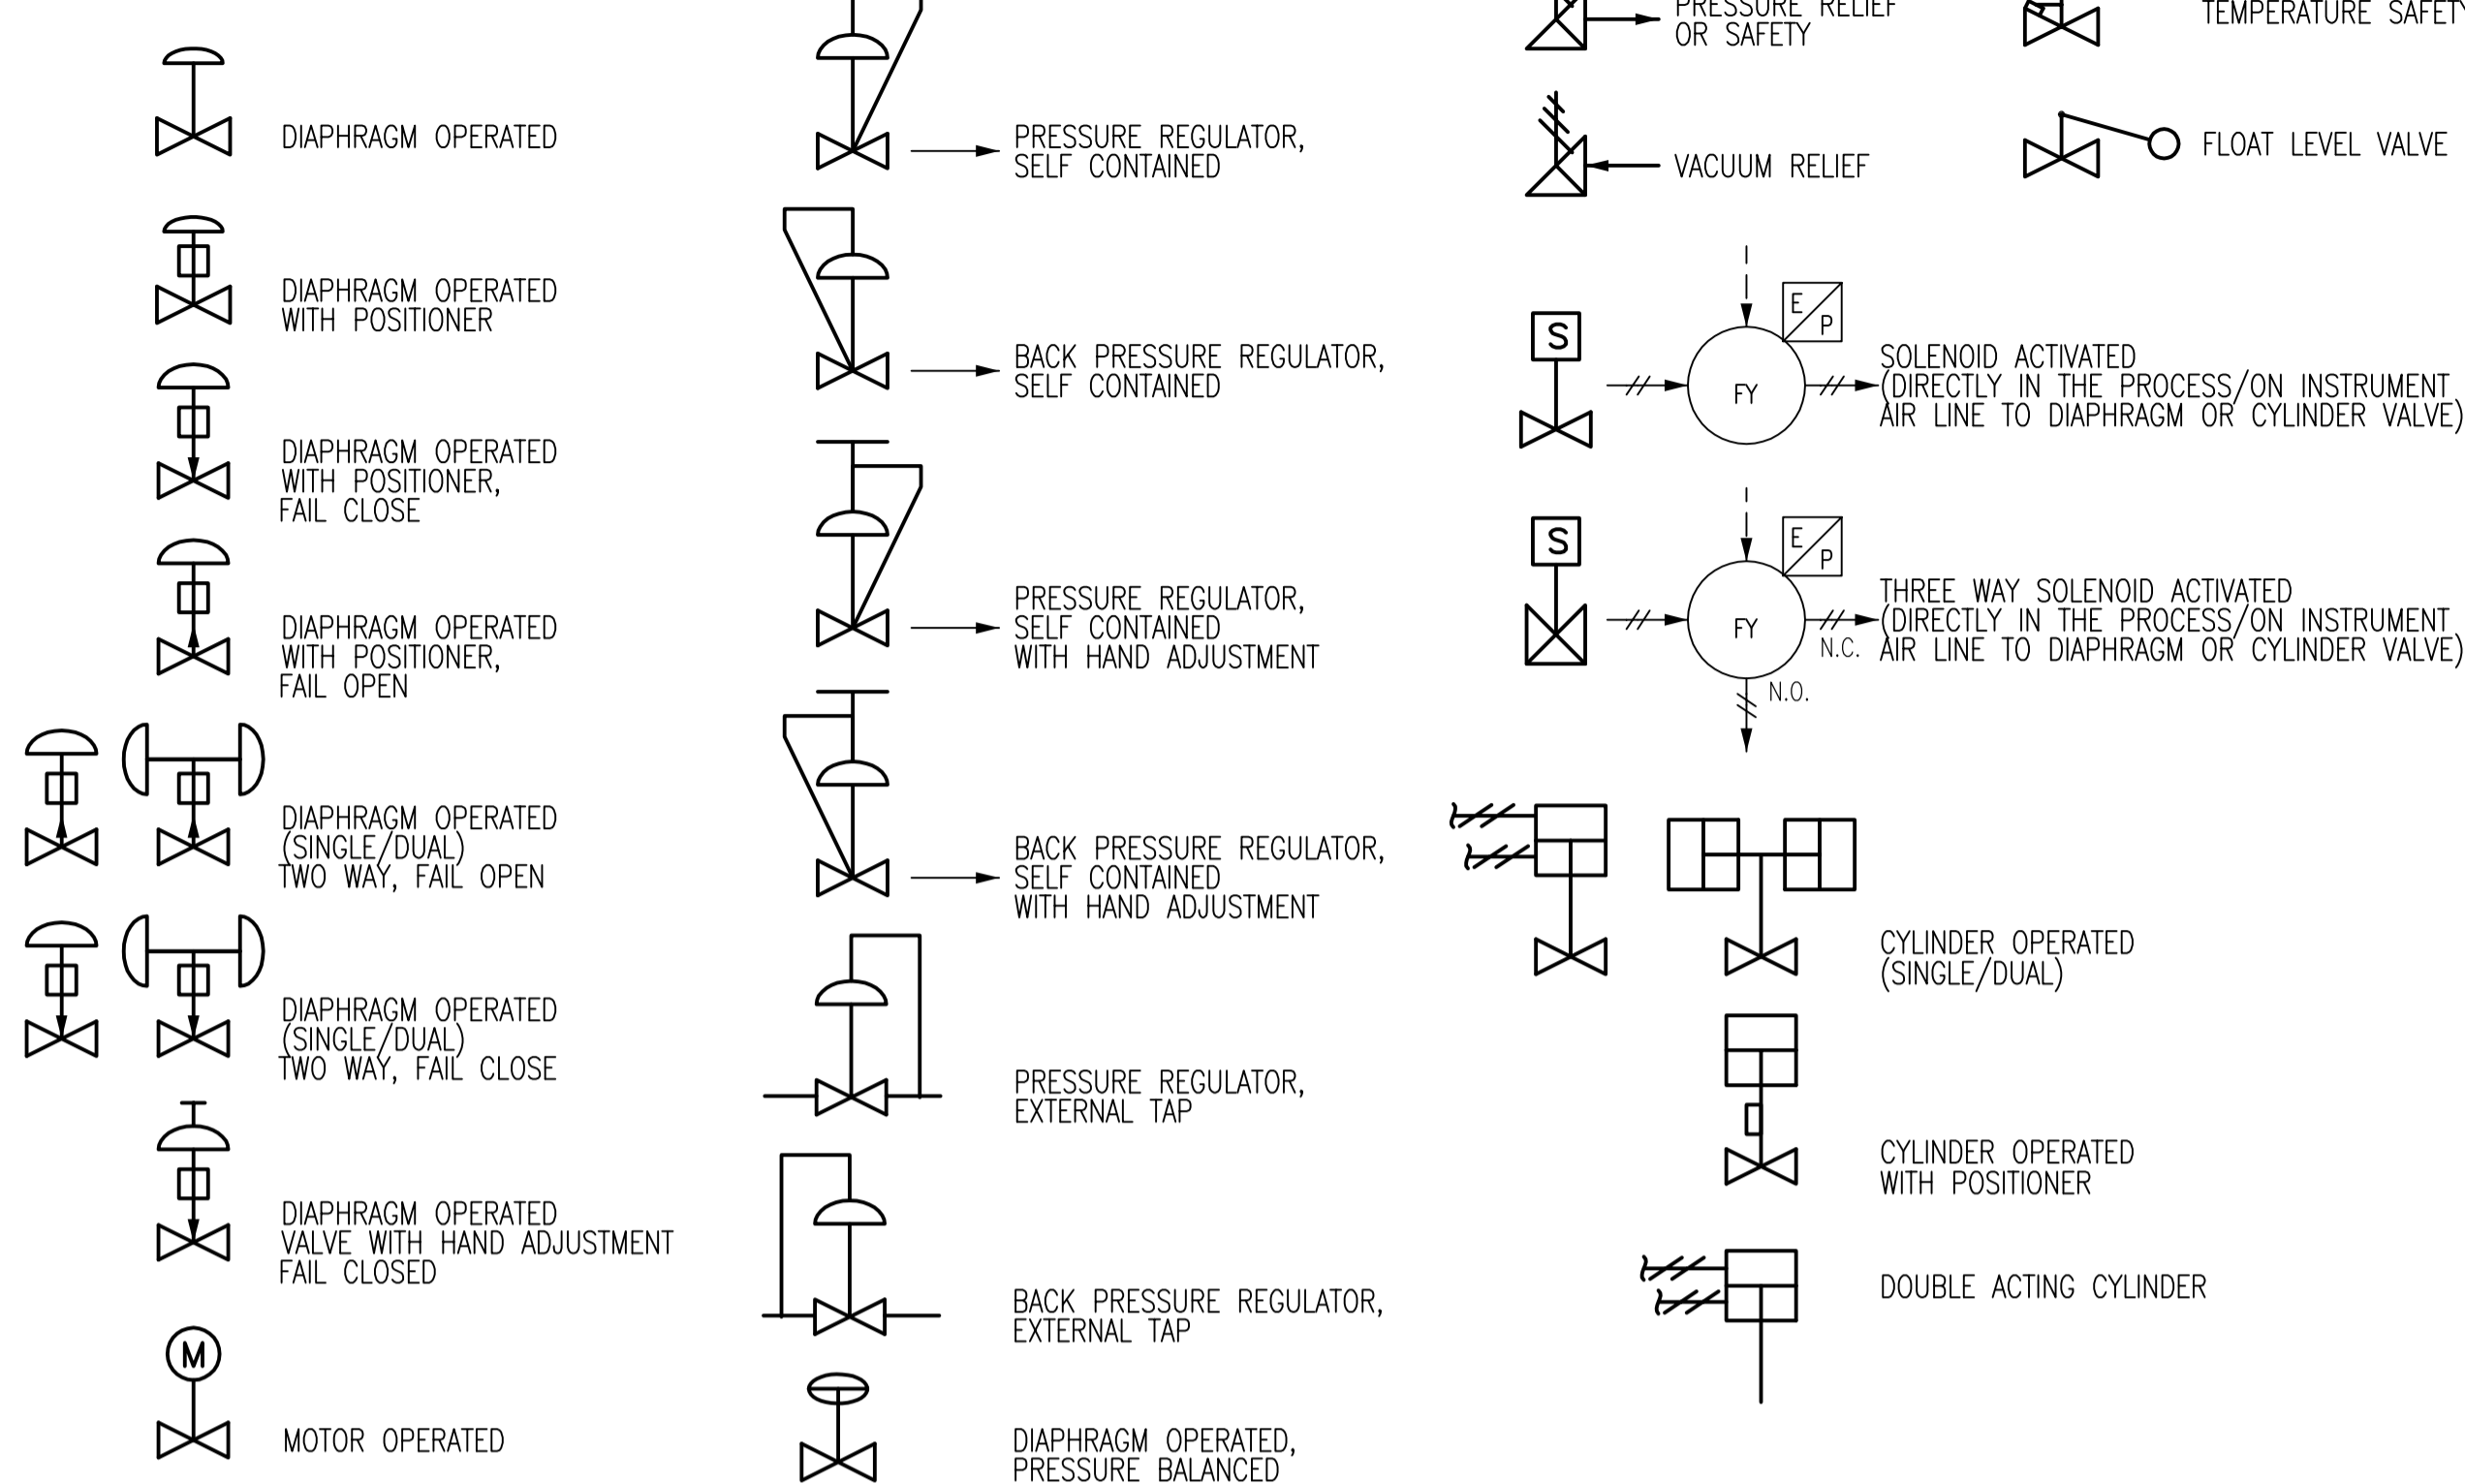 DIAPHRAGM OPERATED
DIAPHRAGM OPERATED
WITH POSITIONER
DIAPHRAGM OPERATED
WITH POSITIONER,
FAIL CLOSE
DIAPHRAGM OPERATED
WITH POSITIONER,
FAIL OPEN
DIAPHRAGM OPERATED
(SINGLE/DUAL)
TWO WAY, FAIL OPEN
DIAPHRAGM OPERATED
(SINGLE/DUAL)
TWO WAY, FAIL CLOSE
DIAPHRAGM OPERATED
VALVE WITH HAND ADJUSTMENT
FAIL CLOSED
M
MOTOR OPERATED
PRESSURE REGULATOR,
SELF CONTAINED
BACK PRESSURE REGULATOR,
SELF CONTAINED
PRESSURE REGULATOR,
SELF CONTAINED
WITH HAND ADJUSTMENT
BACK PRESSURE REGULATOR,
SELF CONTAINED
WITH HAND ADJUSTMENT
PRESSURE REGULATOR,
EXTERNAL TAP
BACK PRESSURE REGULATOR,
EXTERNAL TAP
DIAPHRAGM OPERATED,
PRESSURE BALANCED
PRESSURE RELIEF
OR SAFETY
VACUUM RELIEF
TEMPERATURE SAFETY
FLOAT LEVEL VALVE
S
E
P
FY
SOLENOID ACTIVATED
(DIRECTLY IN THE PROCESS/ON INSTRUMENT
AIR LINE TO DIAPHRAGM OR CYLINDER VALVE)
S
E
P
FY
N.C.
N.O.
THREE WAY SOLENOID ACTIVATED
(DIRECTLY IN THE PROCESS/ON INSTRUMENT
AIR LINE TO DIAPHRAGM OR CYLINDER VALVE)
CYLINDER OPERATED
(SINGLE/DUAL)
CYLINDER OPERATED
WITH POSITIONER
DOUBLE ACTING CYLINDER